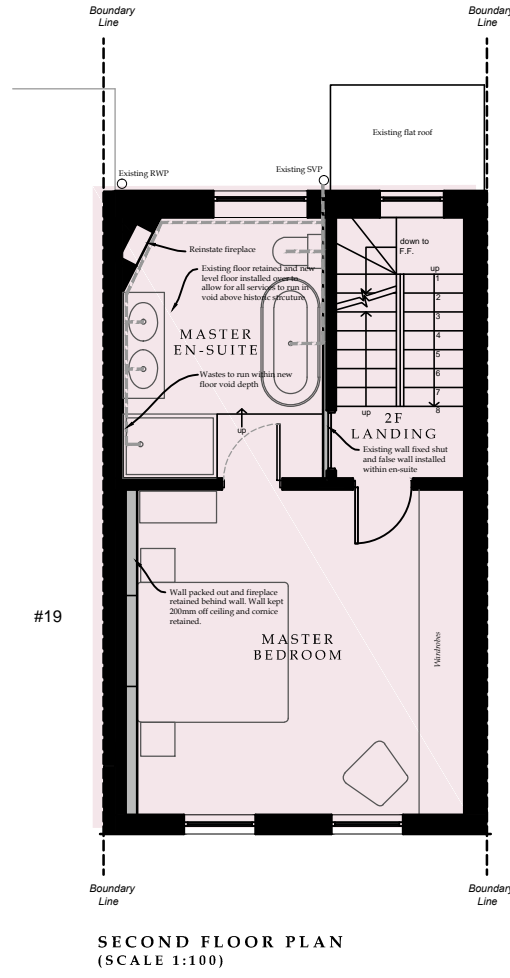 Boundary
Line
Boundary
Line
Existing flat roof
Existing RWP
Existing SVP
down to
F.F.
Reinstate fireplace
Existing floor retained and new
level floor installed over to
allow for all services to run in
void above historic strcuture
up
1
2
3
4
5
6
7
8
MASTER
EN-SUITE
Wastes to run within new
floor void depth
up
up
2F
LANDING
Existing wall fixed shut
and false wall installed
within en-suite
Wall packed out and fireplace
retained behind wall. Wall kept
200mm off ceiling and cornice
retained.
#19
MASTER
BEDROOM
Wardrobes
Boundary
Line
Boundary
Line
SECOND FLOOR PLAN
(SCALE 1:100)